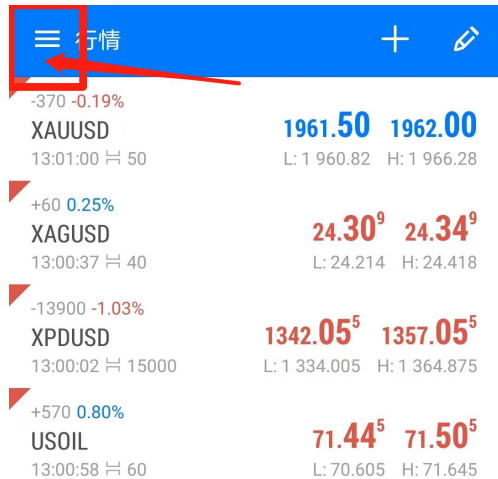 行情
-370 -0.19%
XAUUSD 1961.50 1962.00
13:01:00 50 L: 1 960.82 H: 1 966.28
+60 0.25%
XAGUSD 24.309 24.349
13:00:37 40 L: 24.214 H: 24.418
-13900 -1.03%
XPDUSD 1342.055 1357.055
13:00:02 15000 L: 1 334.005 H: 1 364.875
+570 0.80%
USOIL 71.445 71.505
13:00:58 60 L: 70.605 H: 71.645